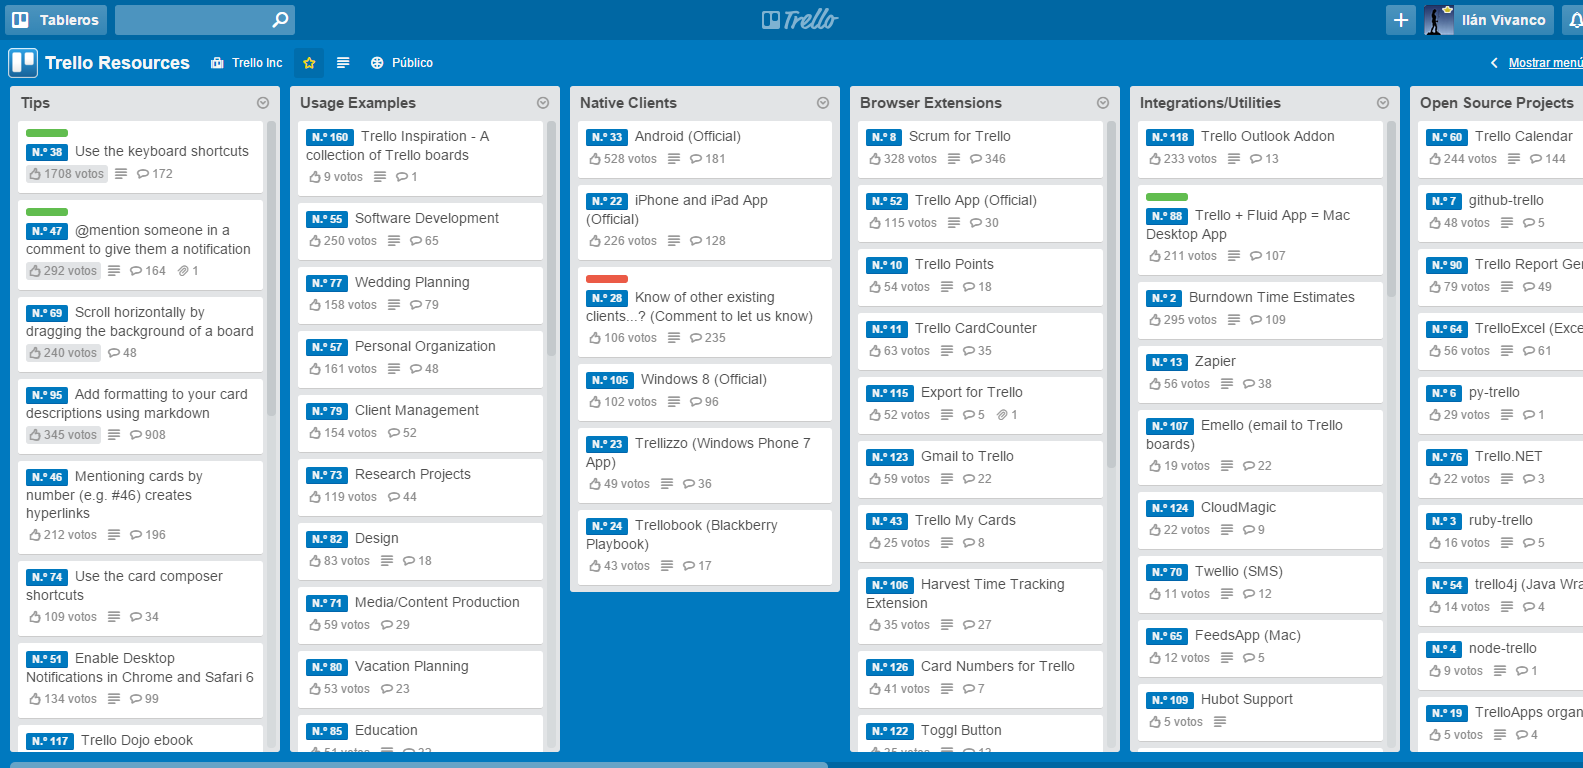 Tableros
Trello
Ilán Vivanco
Trello Resources
Trello Inc
Público
Mostrar menú
Tips
N.º 38 Use the keyboard shortcuts
1708 votos 172
N.º 47 @mention someone in a
comment to give them a notification
292 votos 164 1
N.º 69 Scroll horizontally by
dragging the background of a board
240 votos 48
N.º 95 Add formatting to your card
descriptions using markdown
345 votos 908
N.º 46 Mentioning cards by
number (e.g. #46) creates
hyperlinks
212 votos 196
N.º 74 Use the card composer
shortcuts
109 votos 34
N.º 51 Enable Desktop
Notifications in Chrome and Safari 6
134 votos 99
N.º 117 Trello Dojo ebook
Usage Examples
N.º 160 Trello Inspiration - A
collection of Trello boards
9 votos 1
N.º 55 Software Development
250 votos 65
N.º 77 Wedding Planning
158 votos 79
N.º 57 Personal Organization
161 votos 48
N.º 79 Client Management
154 votos 52
N.º 73 Research Projects
119 votos 44
N.º 82 Design
83 votos 18
N.º 71 Media/Content Production
59 votos 29
N.º 80 Vacation Planning
53 votos 23
N.º 85 Education
51 votos 32
Native Clients
N.º 33 Android (Official)
528 votos 181
N.º 22 iPhone and iPad App
(Official)
226 votos 128
N.º 28 Know of other existing
clients...? (Comment to let us know)
106 votos 235
N.º 105 Windows 8 (Official)
102 votos 96
N.º 23 Trellizzo (Windows Phone 7
App)
49 votos 36
N.º 24 Trellobook (Blackberry
Playbook)
43 votos 17
Browser Extensions
N.º 8 Scrum for Trello
328 votos 346
N.º 52 Trello App (Official)
115 votos 30
N.º 10 Trello Points
54 votos 18
N.º 11 Trello CardCounter
63 votos 35
N.º 115 Export for Trello
52 votos 5 1
N.º 123 Gmail to Trello
59 votos 22
N.º 43 Trello My Cards
25 votos 8
N.º 106 Harvest Time Tracking
Extension
35 votos 27
N.º 126 Card Numbers for Trello
41 votos 7
N.º 122 Toggl Button
35 votos 13
Integrations/Utilities
N.º 118 Trello Outlook Addon
233 votos 13
N.º 88 Trello + Fluid App = Mac
Desktop App
211 votos 107
N.º 2 Burndown Time Estimates
295 votos 109
N.º 13 Zapier
56 votos 38
N.º 107 Emello (email to Trello
boards)
19 votos 22
N.º 124 CloudMagic
22 votos 9
N.º 70 Twellio (SMS)
11 votos 12
N.º 65 FeedsApp (Mac)
12 votos 5
N.º 109 Hubot Support
5 votos
Open Source Projects
N.º 60 Trello Calendar
244 votos 144
N.º 7 github-trello
48 votos 5
N.º 90 Trello Report Ge
79 votos 49
N.º 64 TrelloExcel (Exce
56 votos 61
N.º 6 py-trello
29 votos 1
N.º 76 Trello.NET
22 votos 3
N.º 3 ruby-trello
16 votos 5
N.º 54 trello4j (Java Wra
14 votos 4
N.º 4 node-trello
9 votos 1
N.º 19 TrelloApps organ
5 votos 4